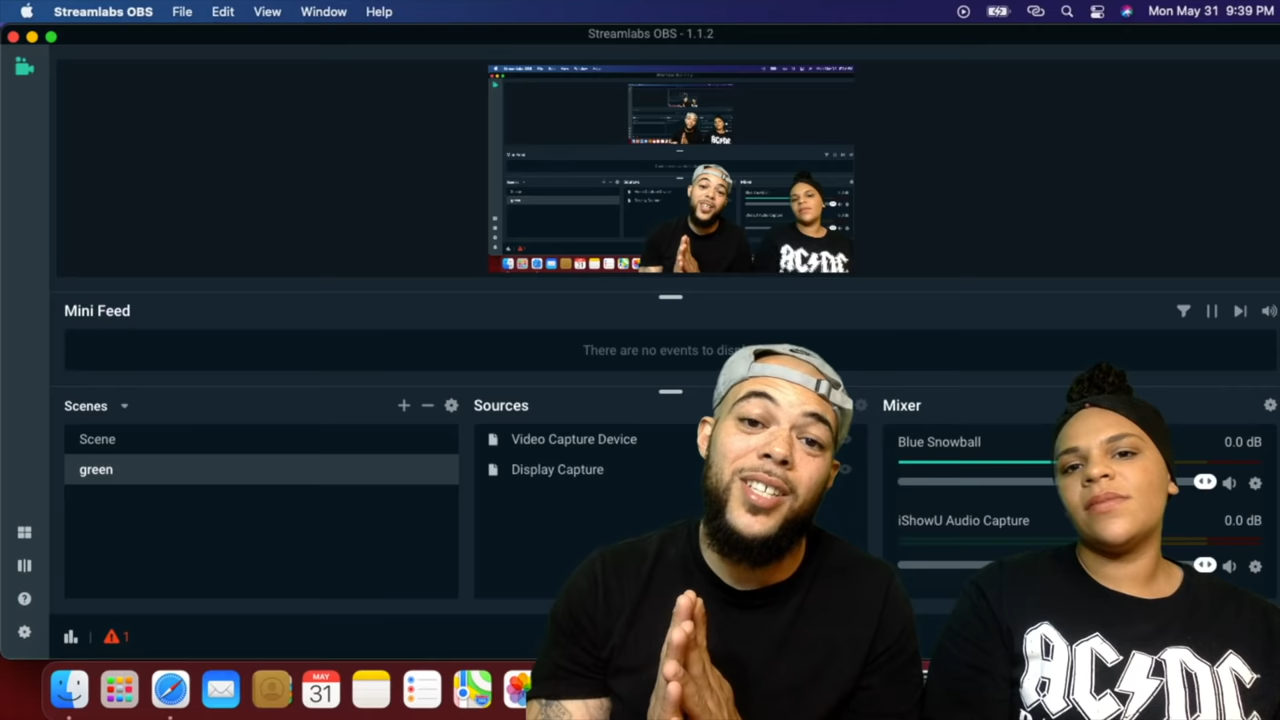 Streamlabs OBS File Edit View Window Help Mon May 31 9:39 PM
Streamlabs OBS - 1.1.2
Mini Feed
There are no events to
Scenes
Sources
Mixer
Scene
green
Video Capture Device
Display Capture
Blue Snowball 0.0 dB
iShowU Audio Capture 0.0 dB
1
MAY
31
AC DC